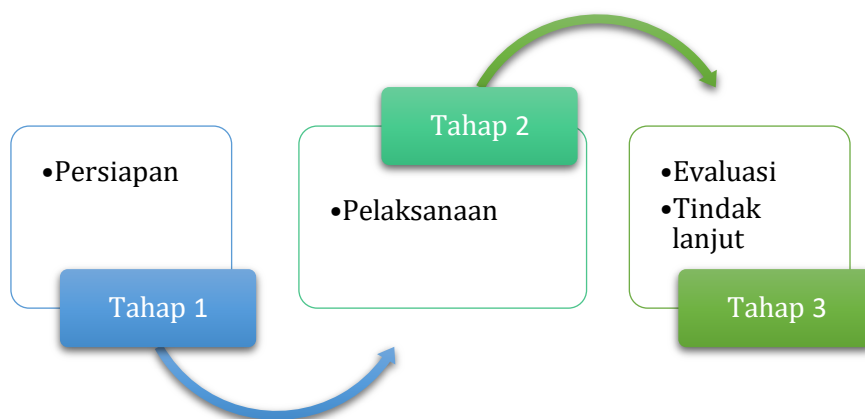 •Persiapan
Tahap 1
Tahap 2
•Pelaksanaan
•Evaluasi
•Tindak
lanjut
Tahap 3